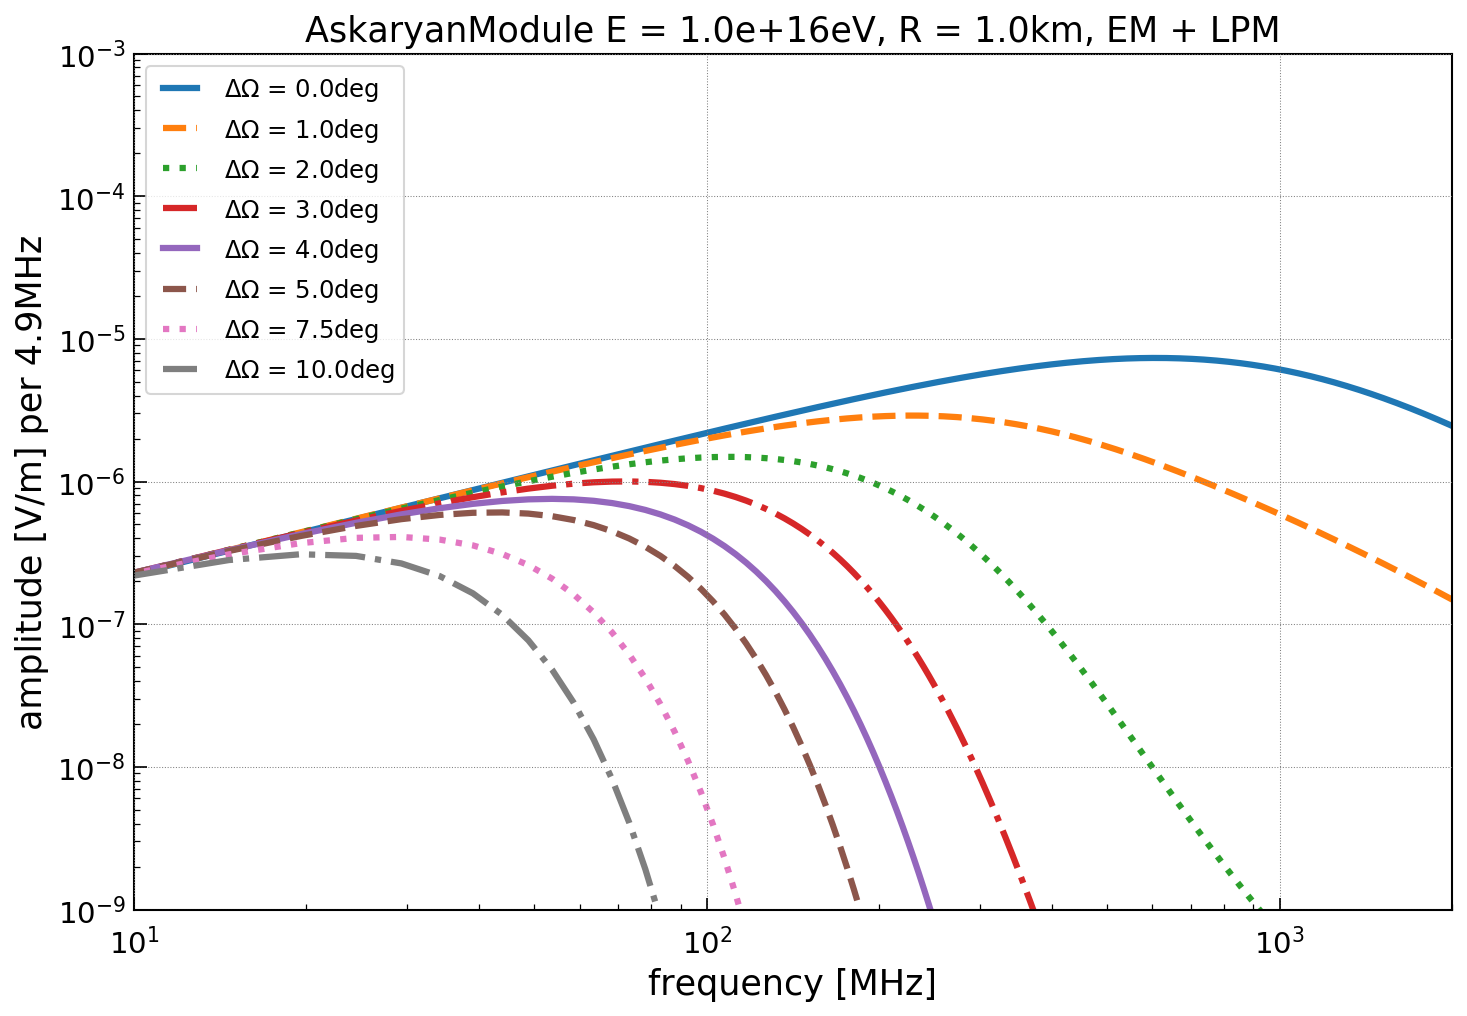 AskaryanModule E = 1.0e+16eV, R = 1.0km, EM + LPM
10⁻³
10⁻⁴
10⁻⁵
10⁻⁶
10⁻⁷
10⁻⁸
10⁻⁹
amplitude [V/m] per 4.9MHz
ΔΩ = 0.0deg
ΔΩ = 1.0deg
ΔΩ = 2.0deg
ΔΩ = 3.0deg
ΔΩ = 4.0deg
ΔΩ = 5.0deg
ΔΩ = 7.5deg
ΔΩ = 10.0deg
10¹ 10² 10³
frequency [MHz]